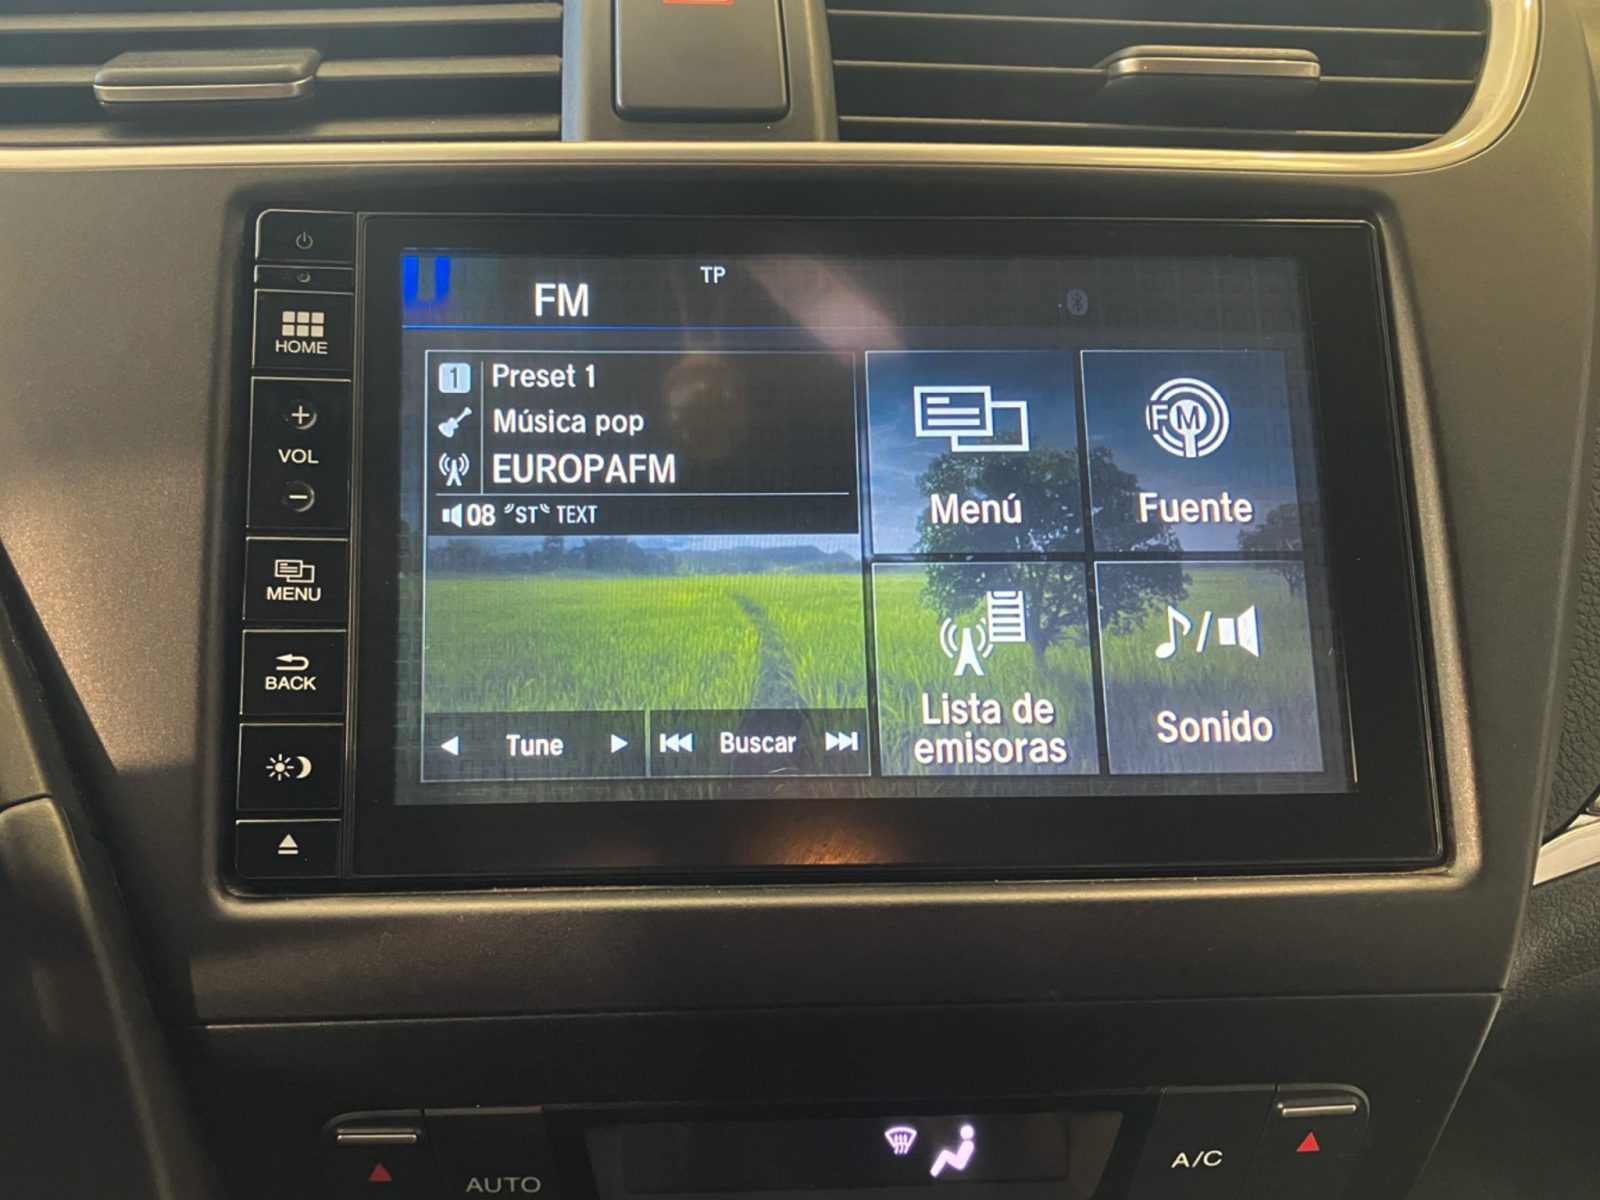 TP
FM
HOME
VOL
MENU
BACK
1 Preset 1
Música pop
EUROPAFM
08 ST TEXT
Tune
Buscar
Menú
FM
Fuente
Lista de
emisoras
Sonido
AUTO
A/C